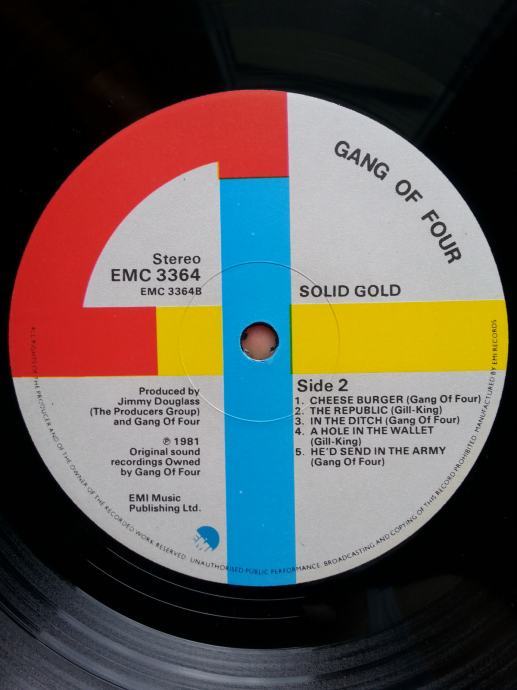 GANG OF FOUR
Stereo
EMC 3364
EMC 3364B
SOLID GOLD
Produced by
Jimmy Douglass
(The Producers Group)
and Gang Of Four
℗ 1981
Original sound
recordings Owned
by Gang Of Four
EMI Music
Publishing Ltd.
EMI
Side 2
1. CHEESE BURGER (Gang Of Four)
2. THE REPUBLIC (Gill-King)
3. IN THE DITCH (Gang Of Four)
4. A HOLE IN THE WALLET
(Gill-King)
5. HE'D SEND IN THE ARMY
(Gang Of Four)
ALL RIGHTS OF THE PRODUCER AND OF THE OWNER OF THE RECORDED WORK RESERVED. UNAUTHORISED PUBLIC PERFORMANCE. BROADCASTING AND COPYING OF THIS RECORD PROHIBITED. MANUFACTURED BY EMI RECORDS